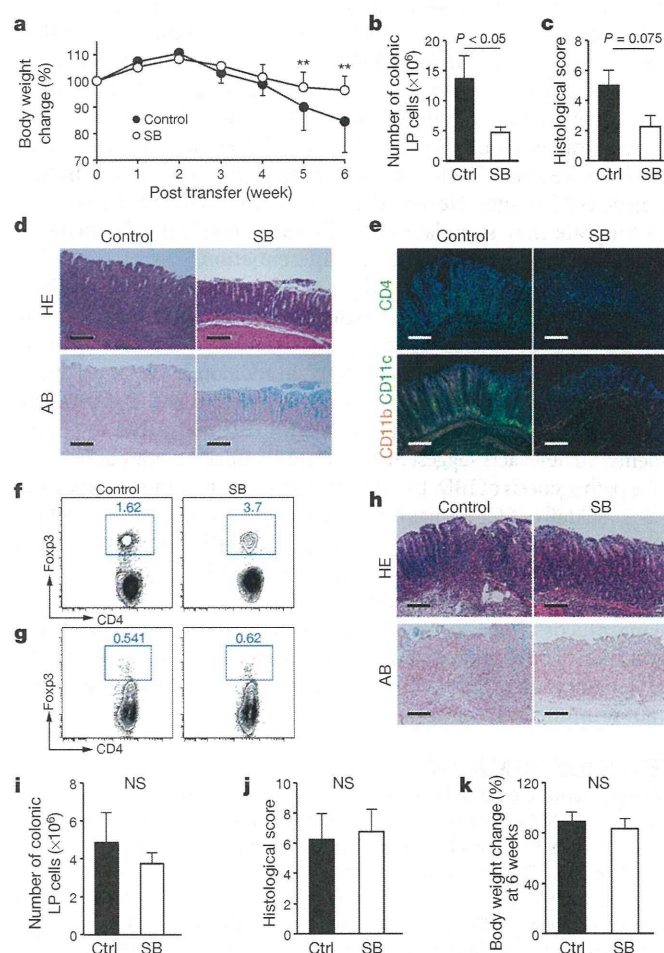 a
Body weight
change (%)
120
110
100
90
80
70
0 1 2 3 4 5 6
Post transfer (week)
Control
SB
** **
b
P < 0.05
Number of colonic
LP cells (×10⁶)
20
15
10
5
0
Ctrl SB
c
P = 0.075
Histological score
8
6
4
2
0
Ctrl SB
d
Control SB
HE
AB
e
Control SB
CD4
CD11b CD11c
f
Control SB
1.62 3.7
Foxp3
CD4
g
0.541 0.62
Foxp3
CD4
h
Control SB
HE
AB
i
NS
Number of colonic
LP cells (×10⁶)
8
6
4
2
0
Ctrl SB
j
NS
Histological score
10
8
6
4
2
0
Ctrl SB
k
NS
Body weight change (%)
at 6 weeks
120
80
40
0
Ctrl SB